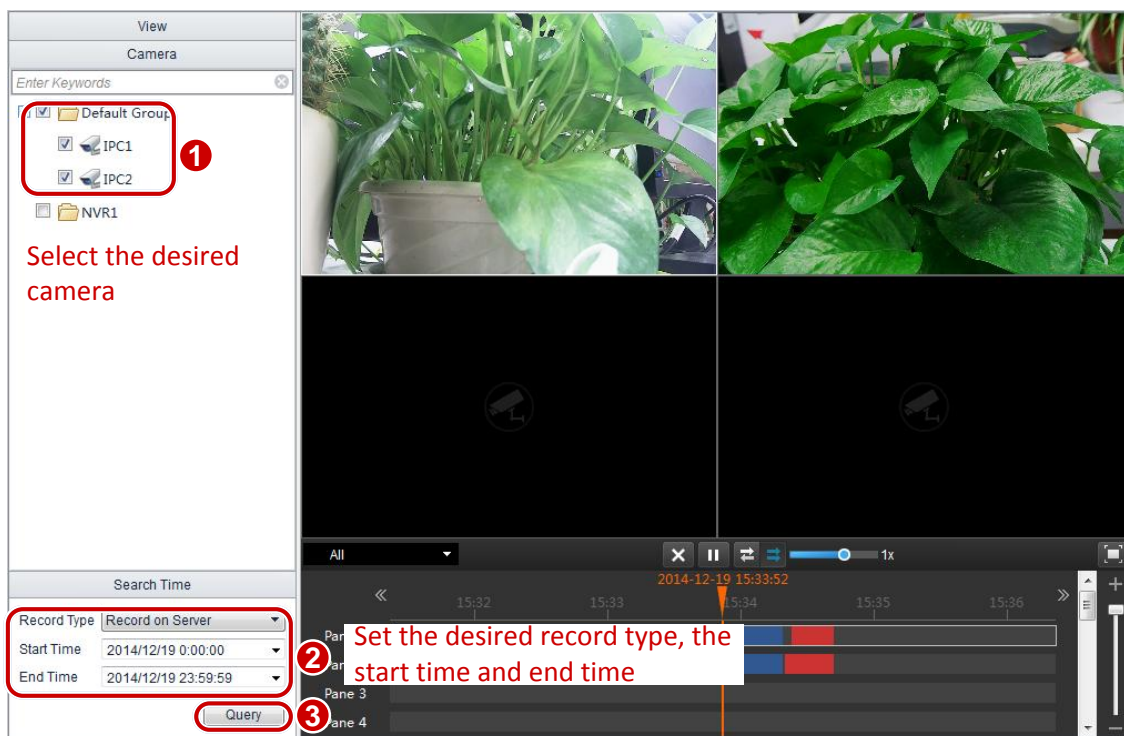 View
Camera
Enter Keywords
Default Group
IPC1
1
IPC2
NVR1
Select the desired
camera
All
1x
Search Time
2014-12-19 15:33:52
15:32 15:33 15:34 15:35 15:36
Record Type Record on Server
Start Time 2014/12/19 0:00:00
End Time 2014/12/19 23:59:59
2
Set the desired record type, the
start time and end time
Pane 3
Query
3
Pane 4